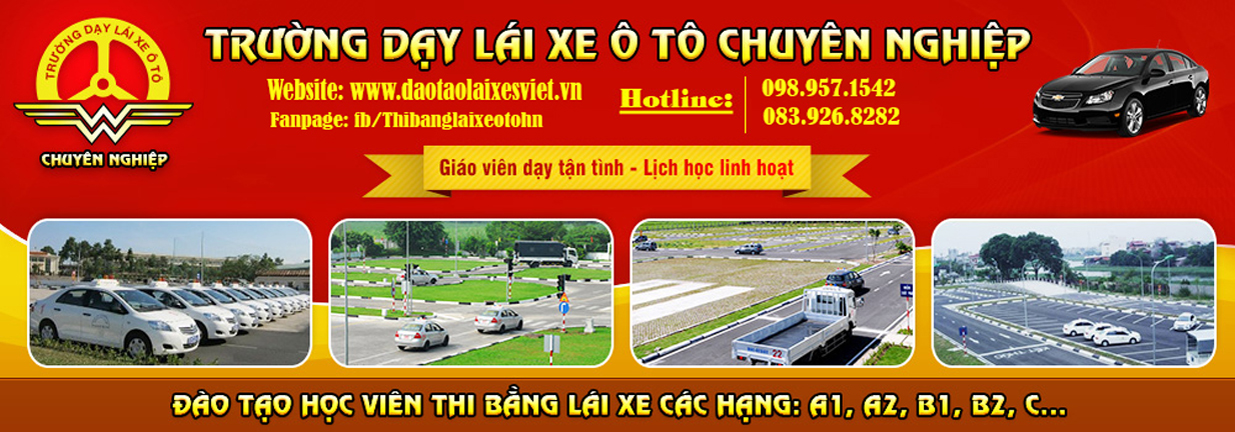 TRƯỜNG DẠY LÁI XE Ô TÔ
CHUYÊN NGHIỆP
TRƯỜNG DẠY LÁI XE Ô TÔ CHUYÊN NGHIỆP
Website: www.daotaolaixesviet.vn
Fanpage: fb/Thibanglaixeotohn
Hotline:
098.957.1542
083.926.8282
Giáo viên dạy tận tình - Lịch học linh hoạt
22
ĐÀO TẠO HỌC VIÊN THI BẰNG LÁI XE CÁC HẠNG: A1, A2, B1, B2, C...